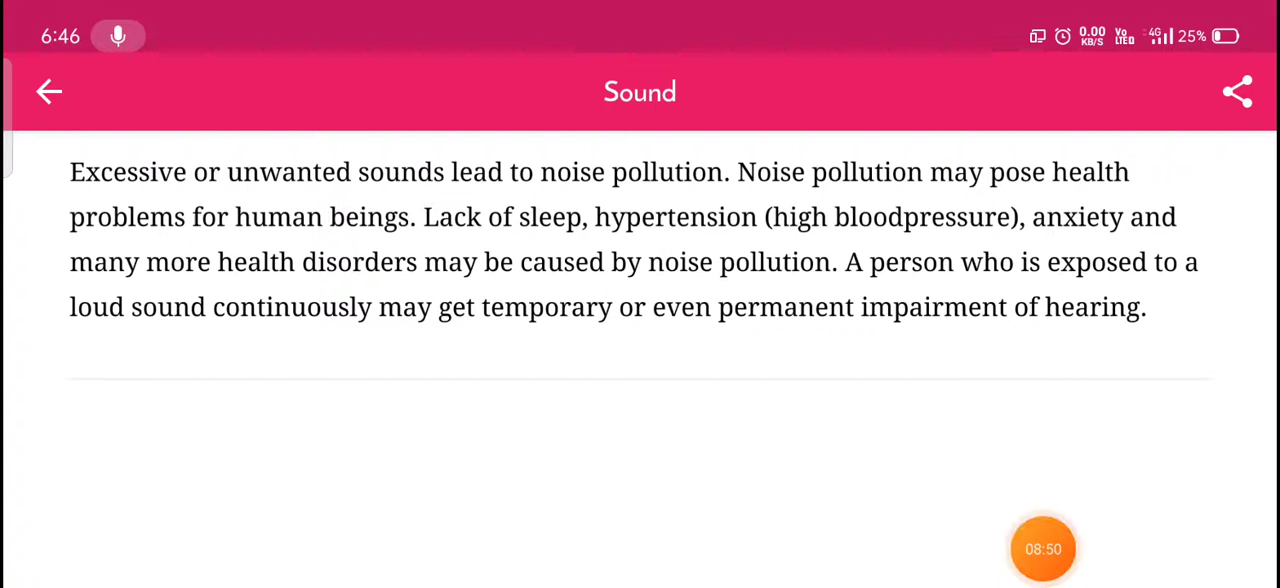 6:46 0.00 KB/S Vo LTE 4G 25%
Sound
Excessive or unwanted sounds lead to noise pollution. Noise pollution may pose health
problems for human beings. Lack of sleep, hypertension (high bloodpressure), anxiety and
many more health disorders may be caused by noise pollution. A person who is exposed to a
loud sound continuously may get temporary or even permanent impairment of hearing.
08:50